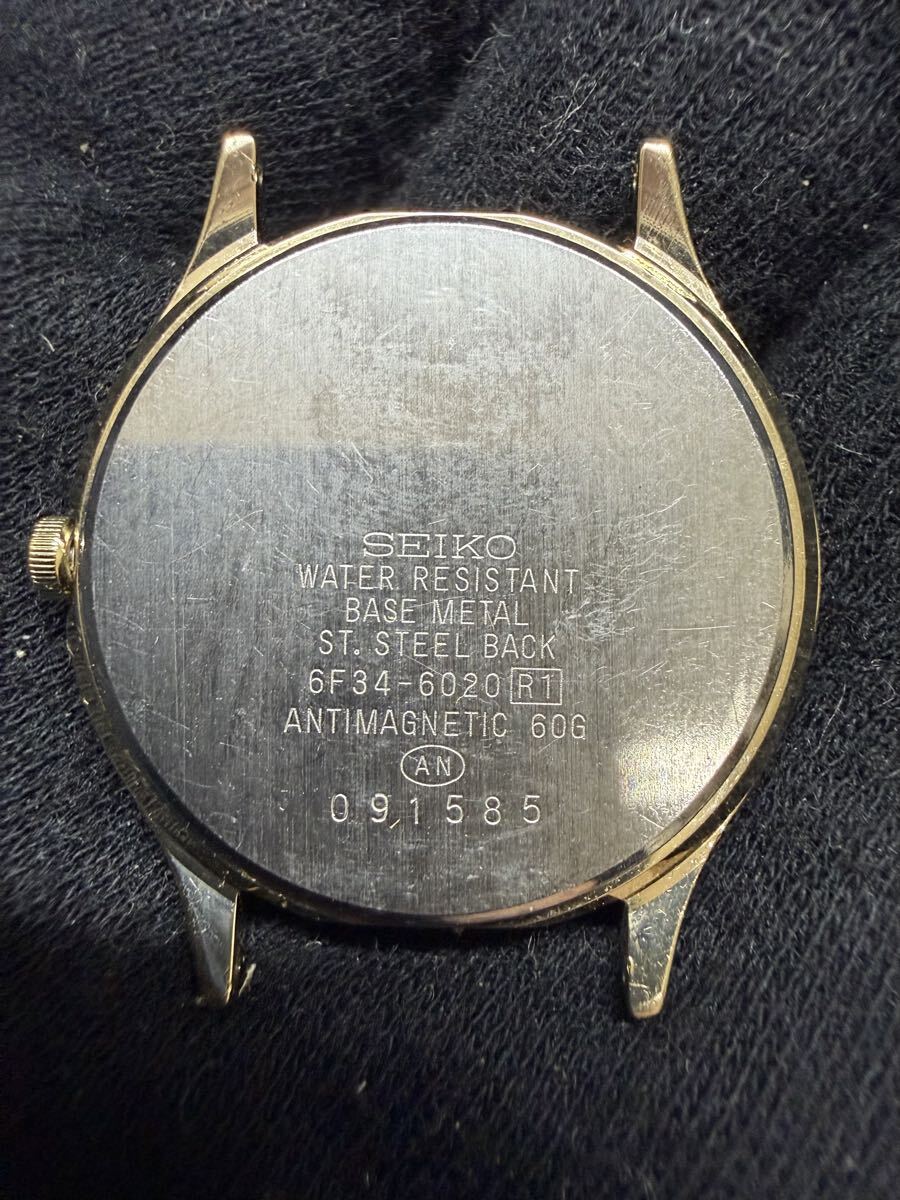 SEIKO
WATER RESISTANT
BASE METAL
ST. STEEL BACK
6F34-6020 R1
ANTIMAGNETIC 60G
AN
091585